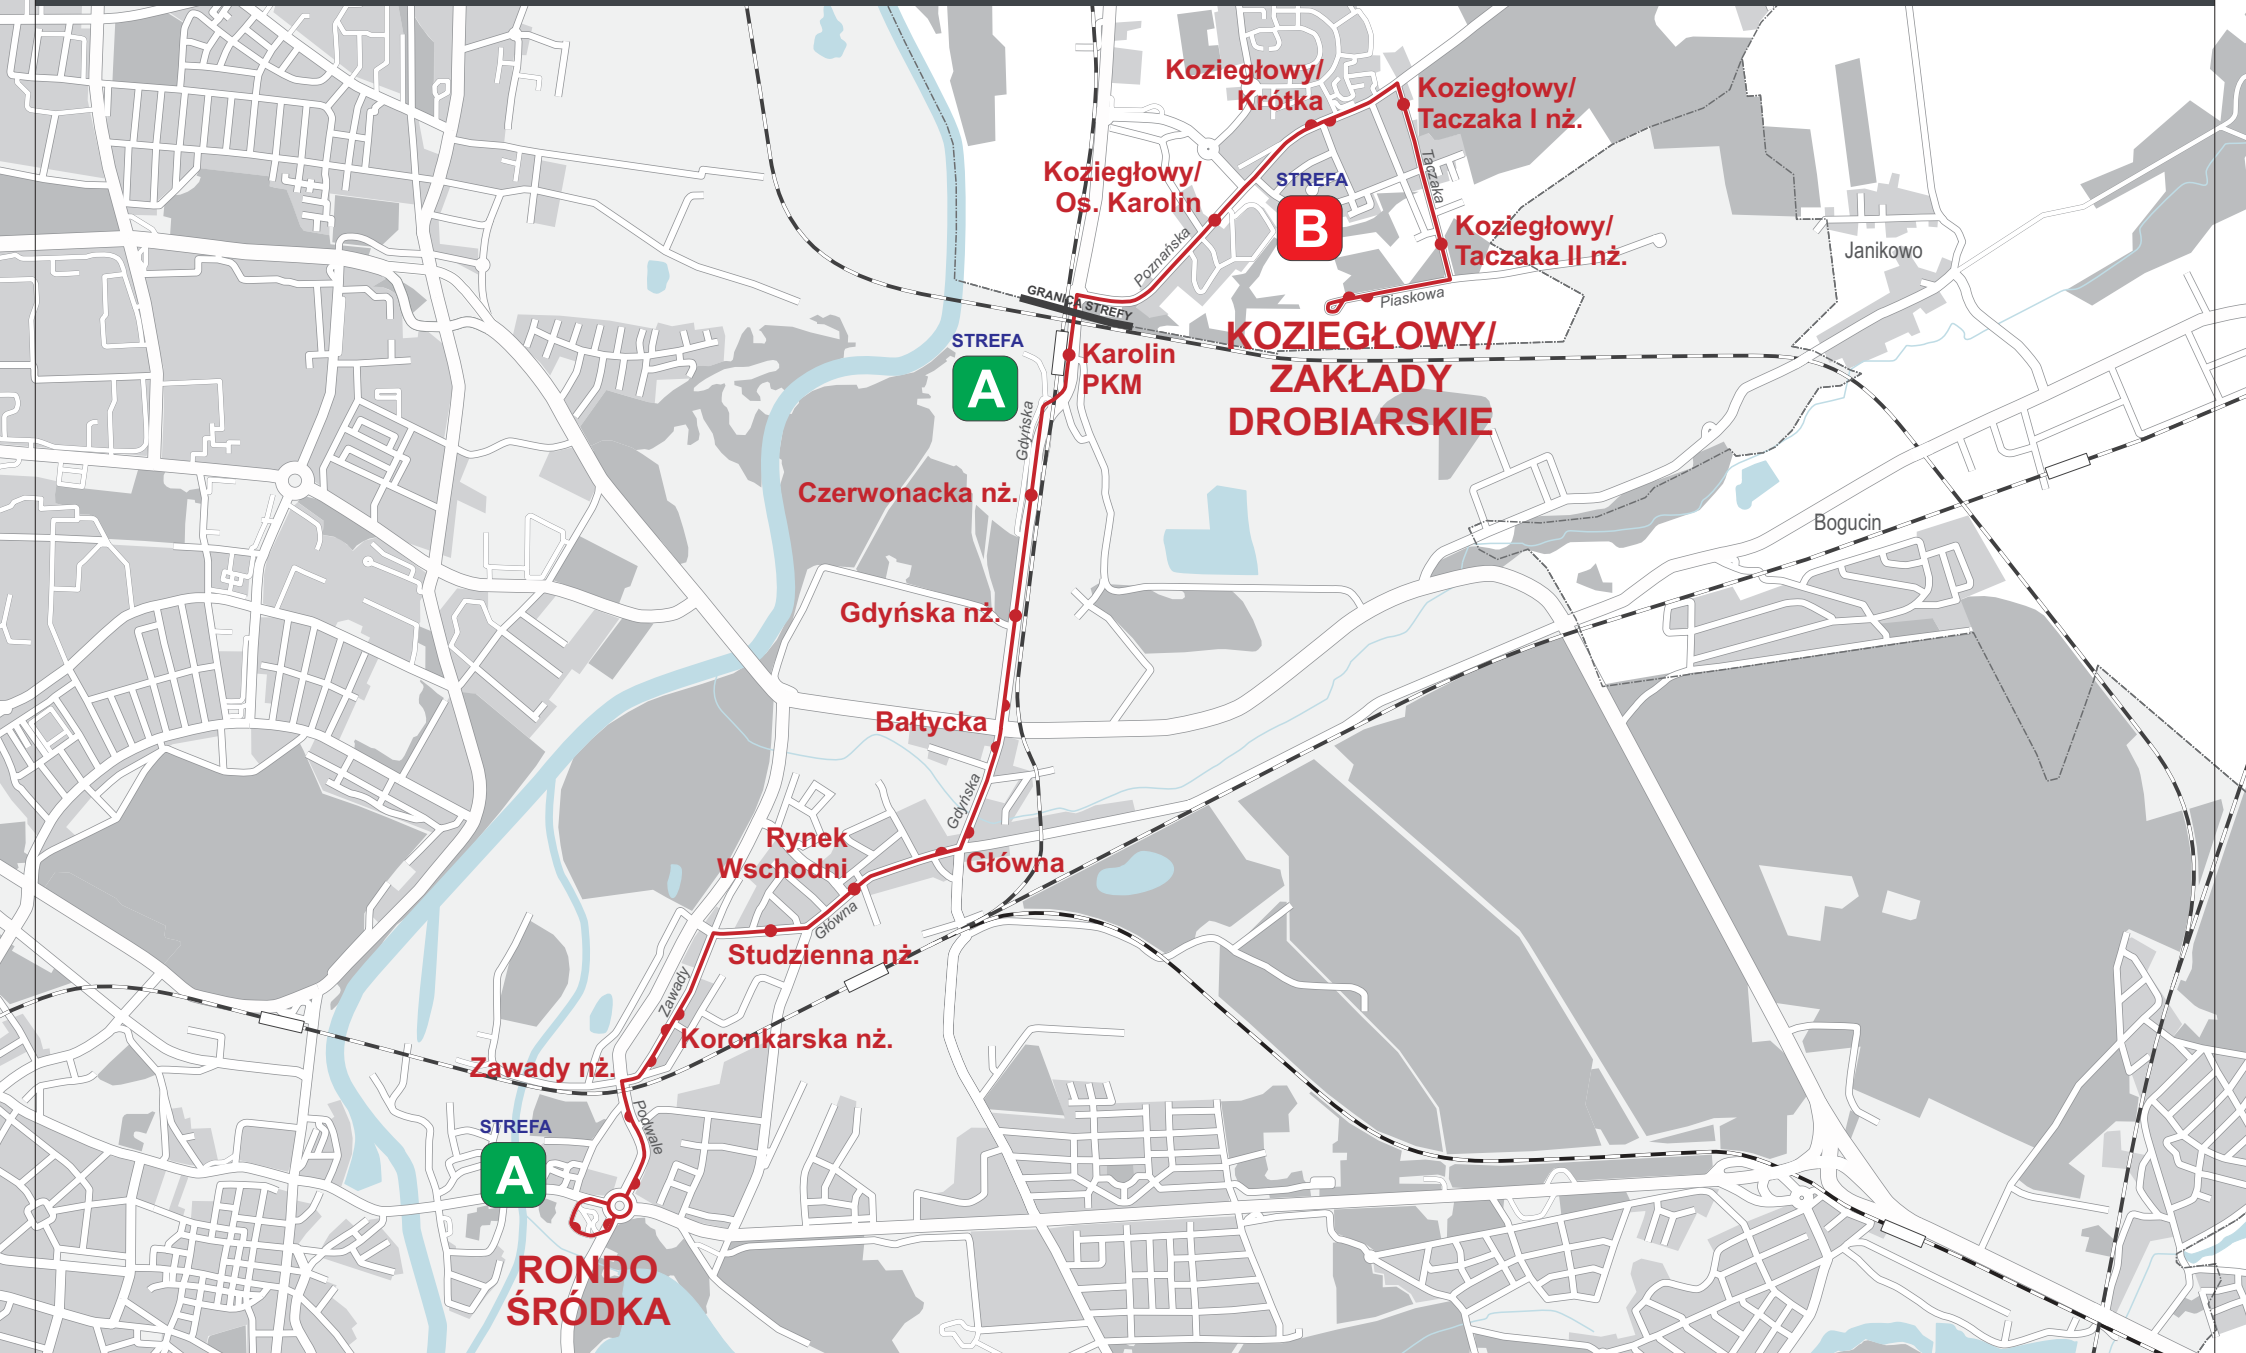 Koziegłowy/
Krótka
Koziegłowy/
Taczaka I nż.
Taczaka
Koziegłowy/
Os. Karolin
STREFA
B
Poznańska
Koziegłowy/
Taczaka II nż.
Janikowo
Piaskowa
GRANICA STREFY
KOZIEGŁOWY/
ZAKŁADY
DROBIARSKIE
STREFA
A
Karolin
PKM
Gdyńska
Czerwonacka nż.
Bogucin
Gdyńska nż.
Bałtycka
Gdyńska
Rynek
Wschodni
Główna
Główna
Studzienna nż.
Zawady
Koronkarska nż.
Zawady nż.
Podwale
STREFA
A
RONDO
ŚRÓDKA